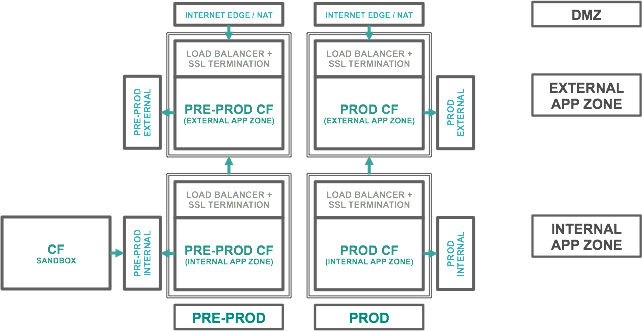 INTERNET EDGE / NAT
INTERNET EDGE / NAT
DMZ
LOAD BALANCER +
SSL TERMINATION
LOAD BALANCER +
SSL TERMINATION
PRE-PROD
EXTERNAL
PRE-PROD CF
(EXTERNAL APP ZONE)
PROD CF
(EXTERNAL APP ZONE)
PROD
EXTERNAL
EXTERNAL
APP ZONE
LOAD BALANCER +
SSL TERMINATION
LOAD BALANCER +
SSL TERMINATION
CF
SANDBOX
PRE-PROD
INTERNAL
PRE-PROD CF
(INTERNAL APP ZONE)
PROD CF
(INTERNAL APP ZONE)
PROD
INTERNAL
INTERNAL
APP ZONE
PRE-PROD
PROD